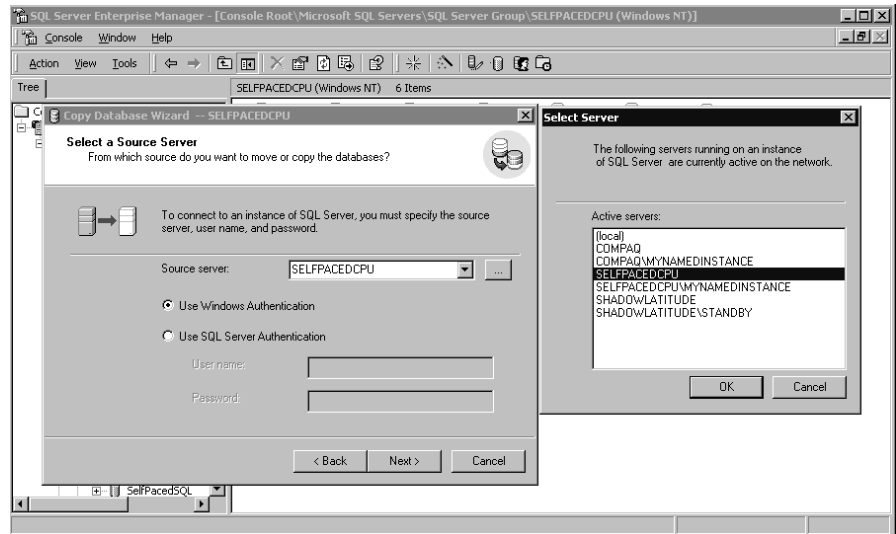 SQL Server Enterprise Manager - [Console Root\Microsoft SQL Servers\SQL Server Group\SELFPACEDCPU (Windows NT)]
Console Window Help
Action View Tools
Tree
SELFPACEDCPU (Windows NT) 6 Items
Copy Database Wizard -- SELFPACEDCPU
Select a Source Server
From which source do you want to move or copy the databases?
To connect to an instance of SQL Server, you must specify the source
server, user name, and password.
Source server:
SELFPACEDCPU
...
Use Windows Authentication
Use SQL Server Authentication
User name:
Password:
< Back
Next >
Cancel
SelfPacedSQL
Select Server
The following servers running on an instance
of SQL Server are currently active on the network.
Active servers:
(local)
COMPAQ
COMPAQ\MYNAMEDINSTANCE
SELFPACEDCPU
SELFPACEDCPU\MYNAMEDINSTANCE
SHADOWLATITUDE
SHADOWLATITUDE\STANDBY
OK
Cancel